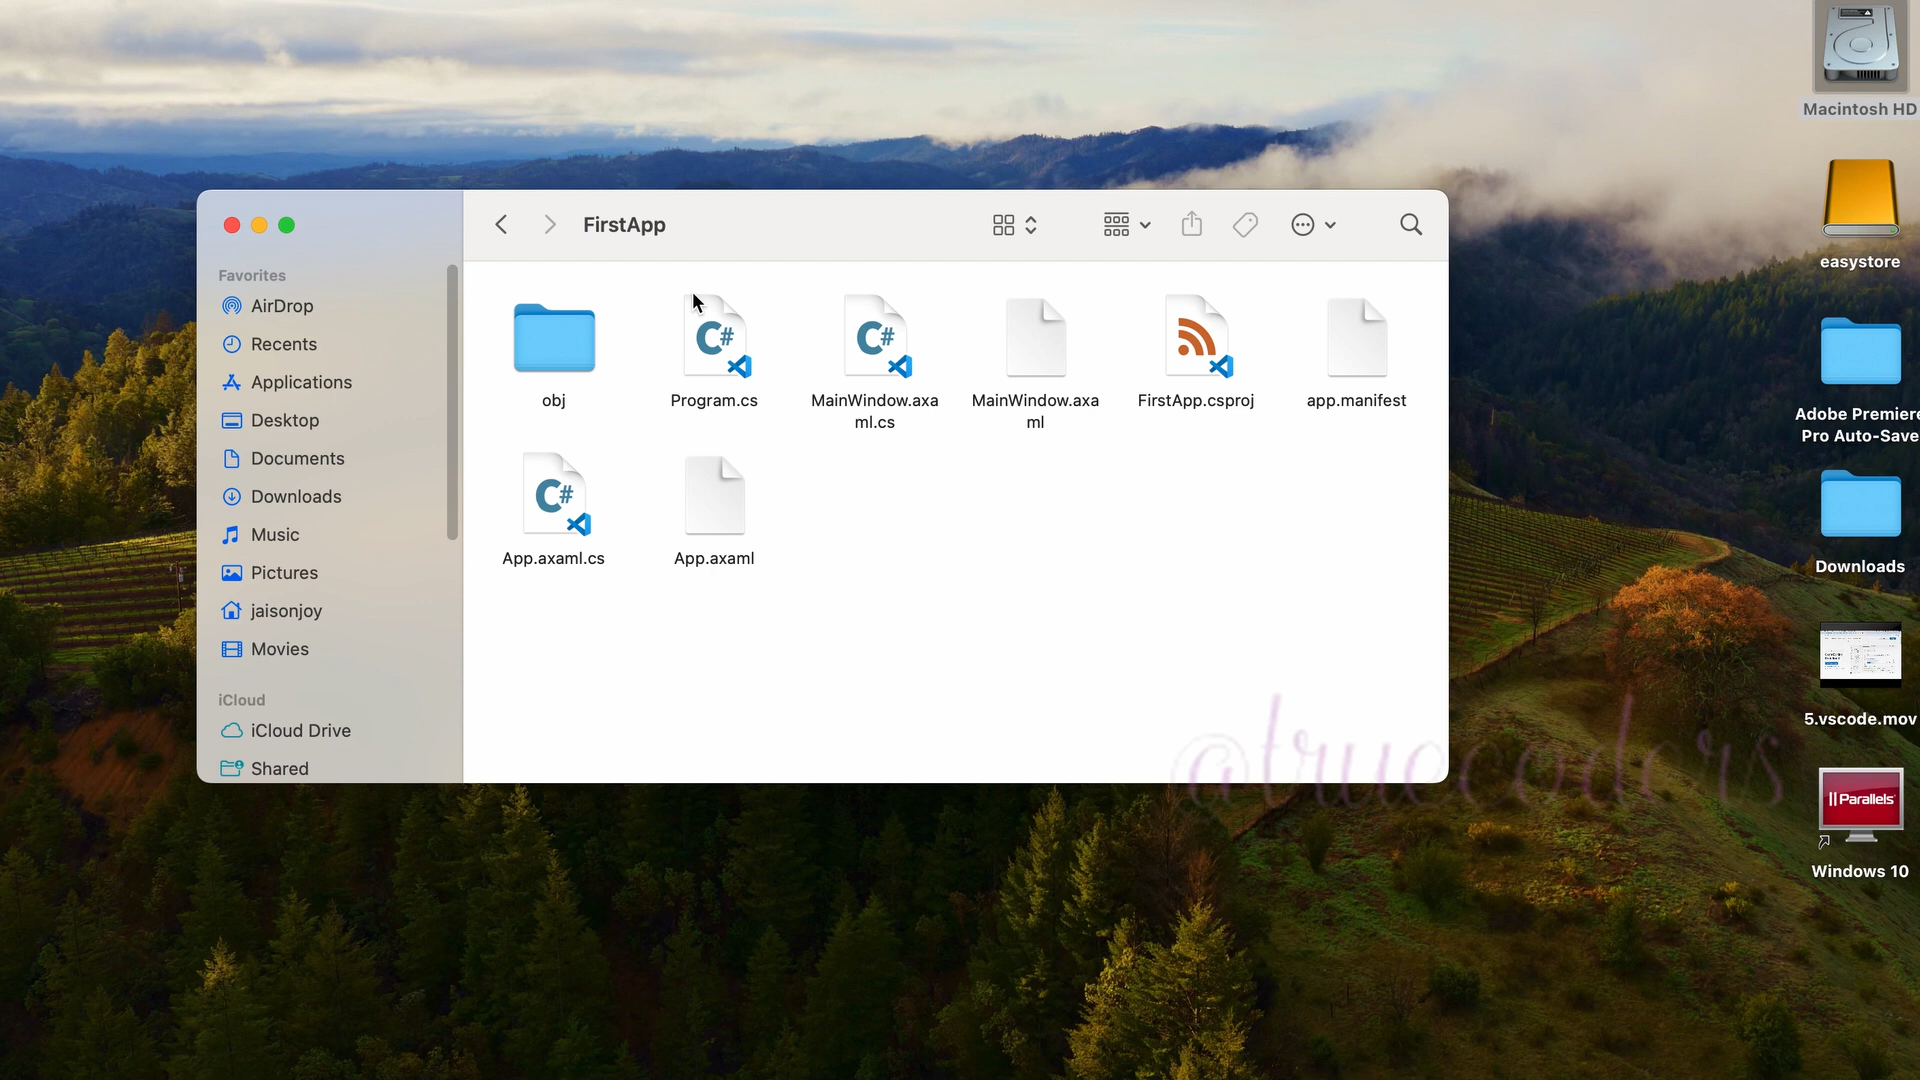 FirstApp
Favorites
AirDrop
Recents
Applications
Desktop
Documents
Downloads
Music
Pictures
jaisonjoy
Movies
iCloud
iCloud Drive
Shared
obj
C#
Program.cs
C#
MainWindow.axa
ml.cs
MainWindow.axa
ml
FirstApp.csproj
app.manifest
C#
App.axaml.cs
App.axaml
Macintosh HD
easystore
Adobe Premiere
Pro Auto-Save
Downloads
5.vscode.mov
Parallels
Windows 10
@truecoders